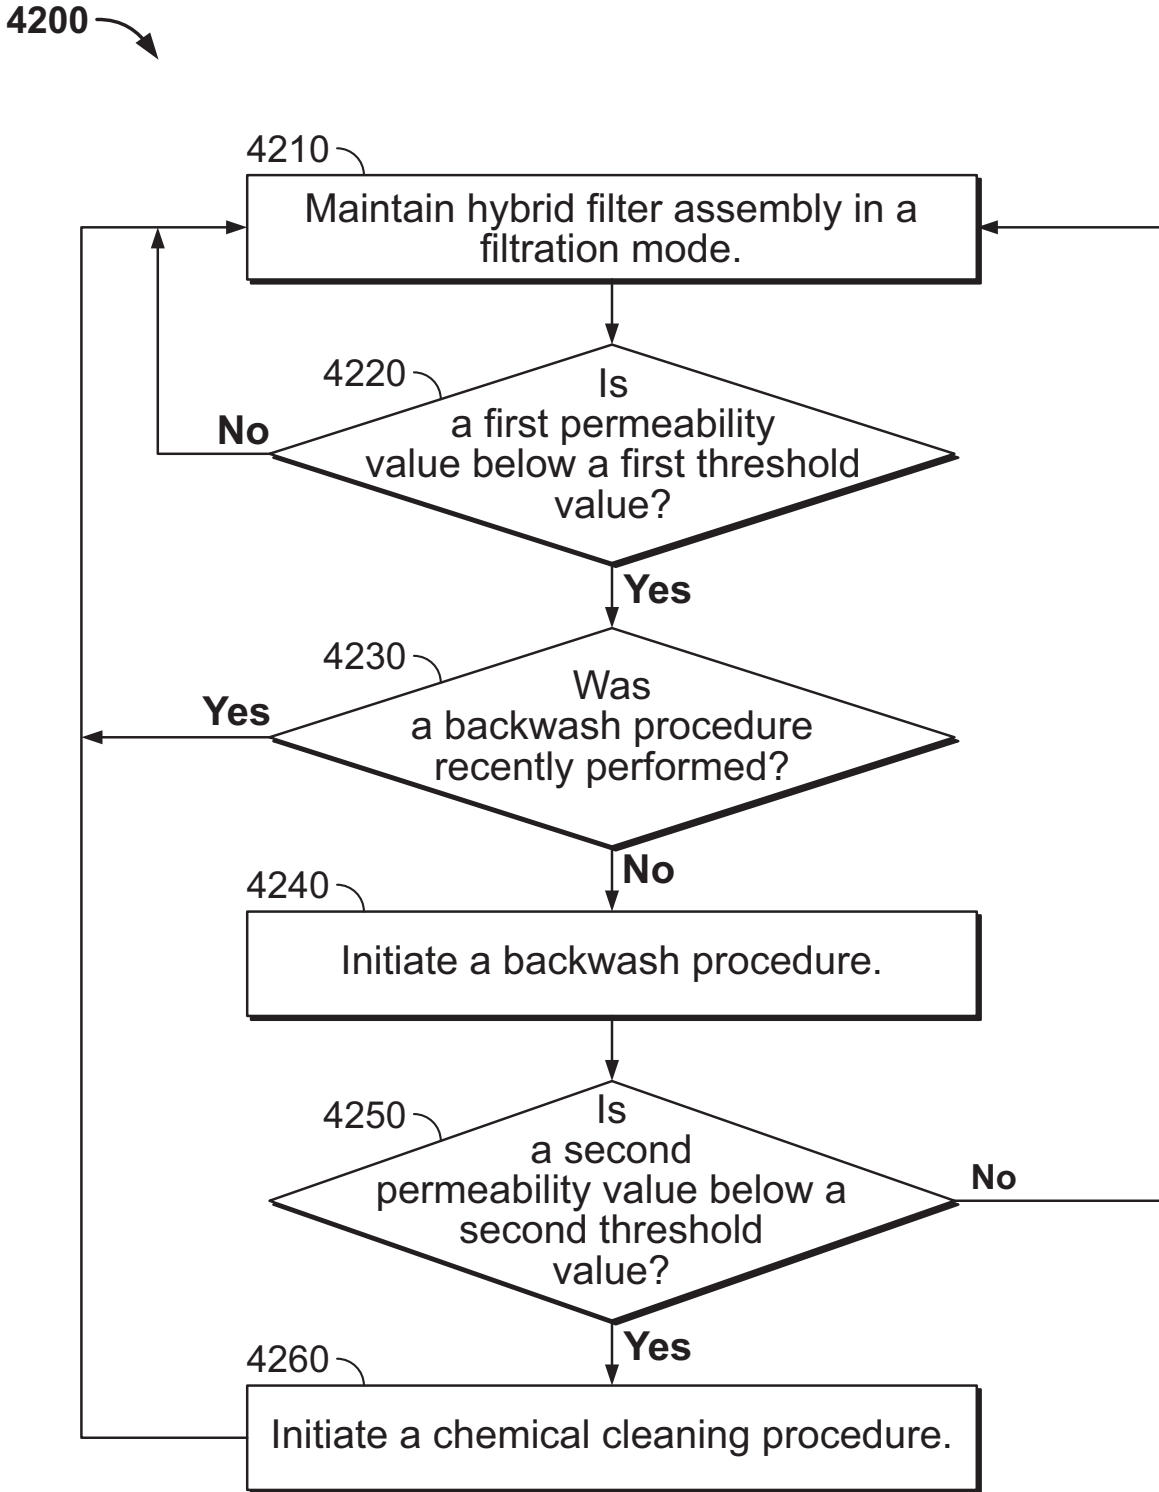 4200
4210
Maintain hybrid filter assembly in a
filtration mode.
4220
Is
a first permeability
value below a first threshold
value?
No
Yes
4230
Was
a backwash procedure
recently performed?
Yes
No
4240
Initiate a backwash procedure.
4250
Is
a second
permeability value below a
second threshold
value?
No
Yes
4260
Initiate a chemical cleaning procedure.